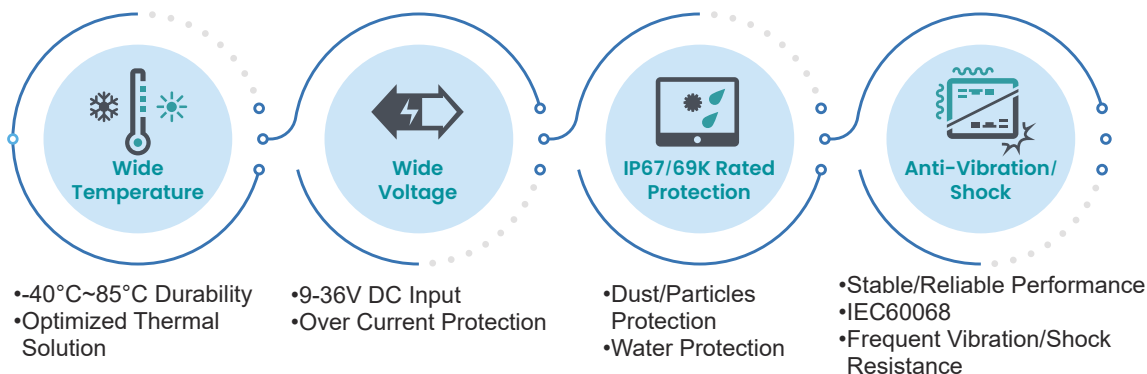 Wide
Temperature
Wide
Voltage
IP67/69K Rated
Protection
Anti-Vibration/
Shock
•-40°C~85°C Durability
•Optimized Thermal
Solution
•9-36V DC Input
•Over Current Protection
•Dust/Particles
Protection
•Water Protection
•Stable/Reliable Performance
•IEC60068
•Frequent Vibration/Shock
Resistance